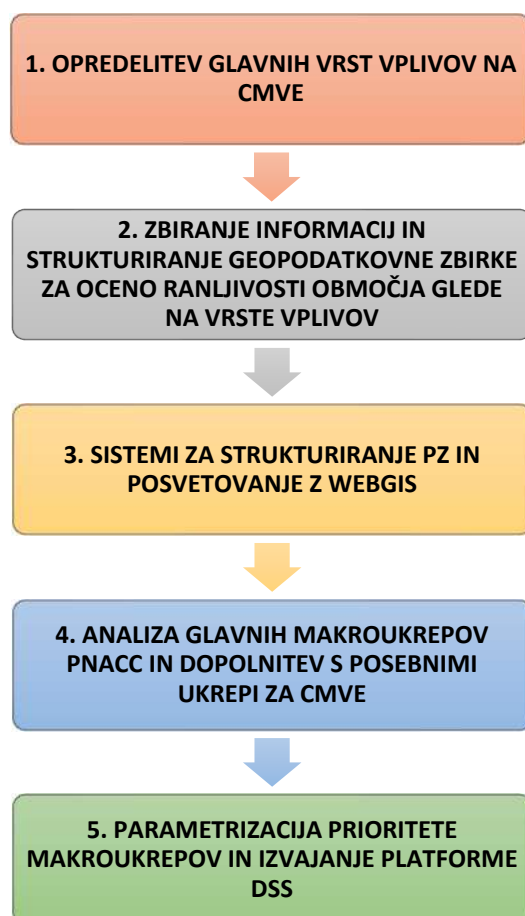 1. OPREDELITEV GLAVNIH VRST VPLIVOV NA
CMVE
2. ZBIRANJE INFORMACIJ IN
STRUKTURIRANJE GEOPODATKOVNE ZBIRKE
ZA OCENO RANLJIVOSTI OBMOČJA GLEDE
NA VRSTE VPLIVOV
3. SISTEMI ZA STRUKTURIRANJE PZ IN
POSVETOVANJE Z WEBGIS
4. ANALIZA GLAVNIH MAKROUKREPOV
PNACC IN DOPOLNITEV S POSEBNIMI
UKREPI ZA CMVE
5. PARAMETRIZACIJA PRIORITETE
MAKROUKREPOV IN IZVAJANJE PLATFORME
DSS